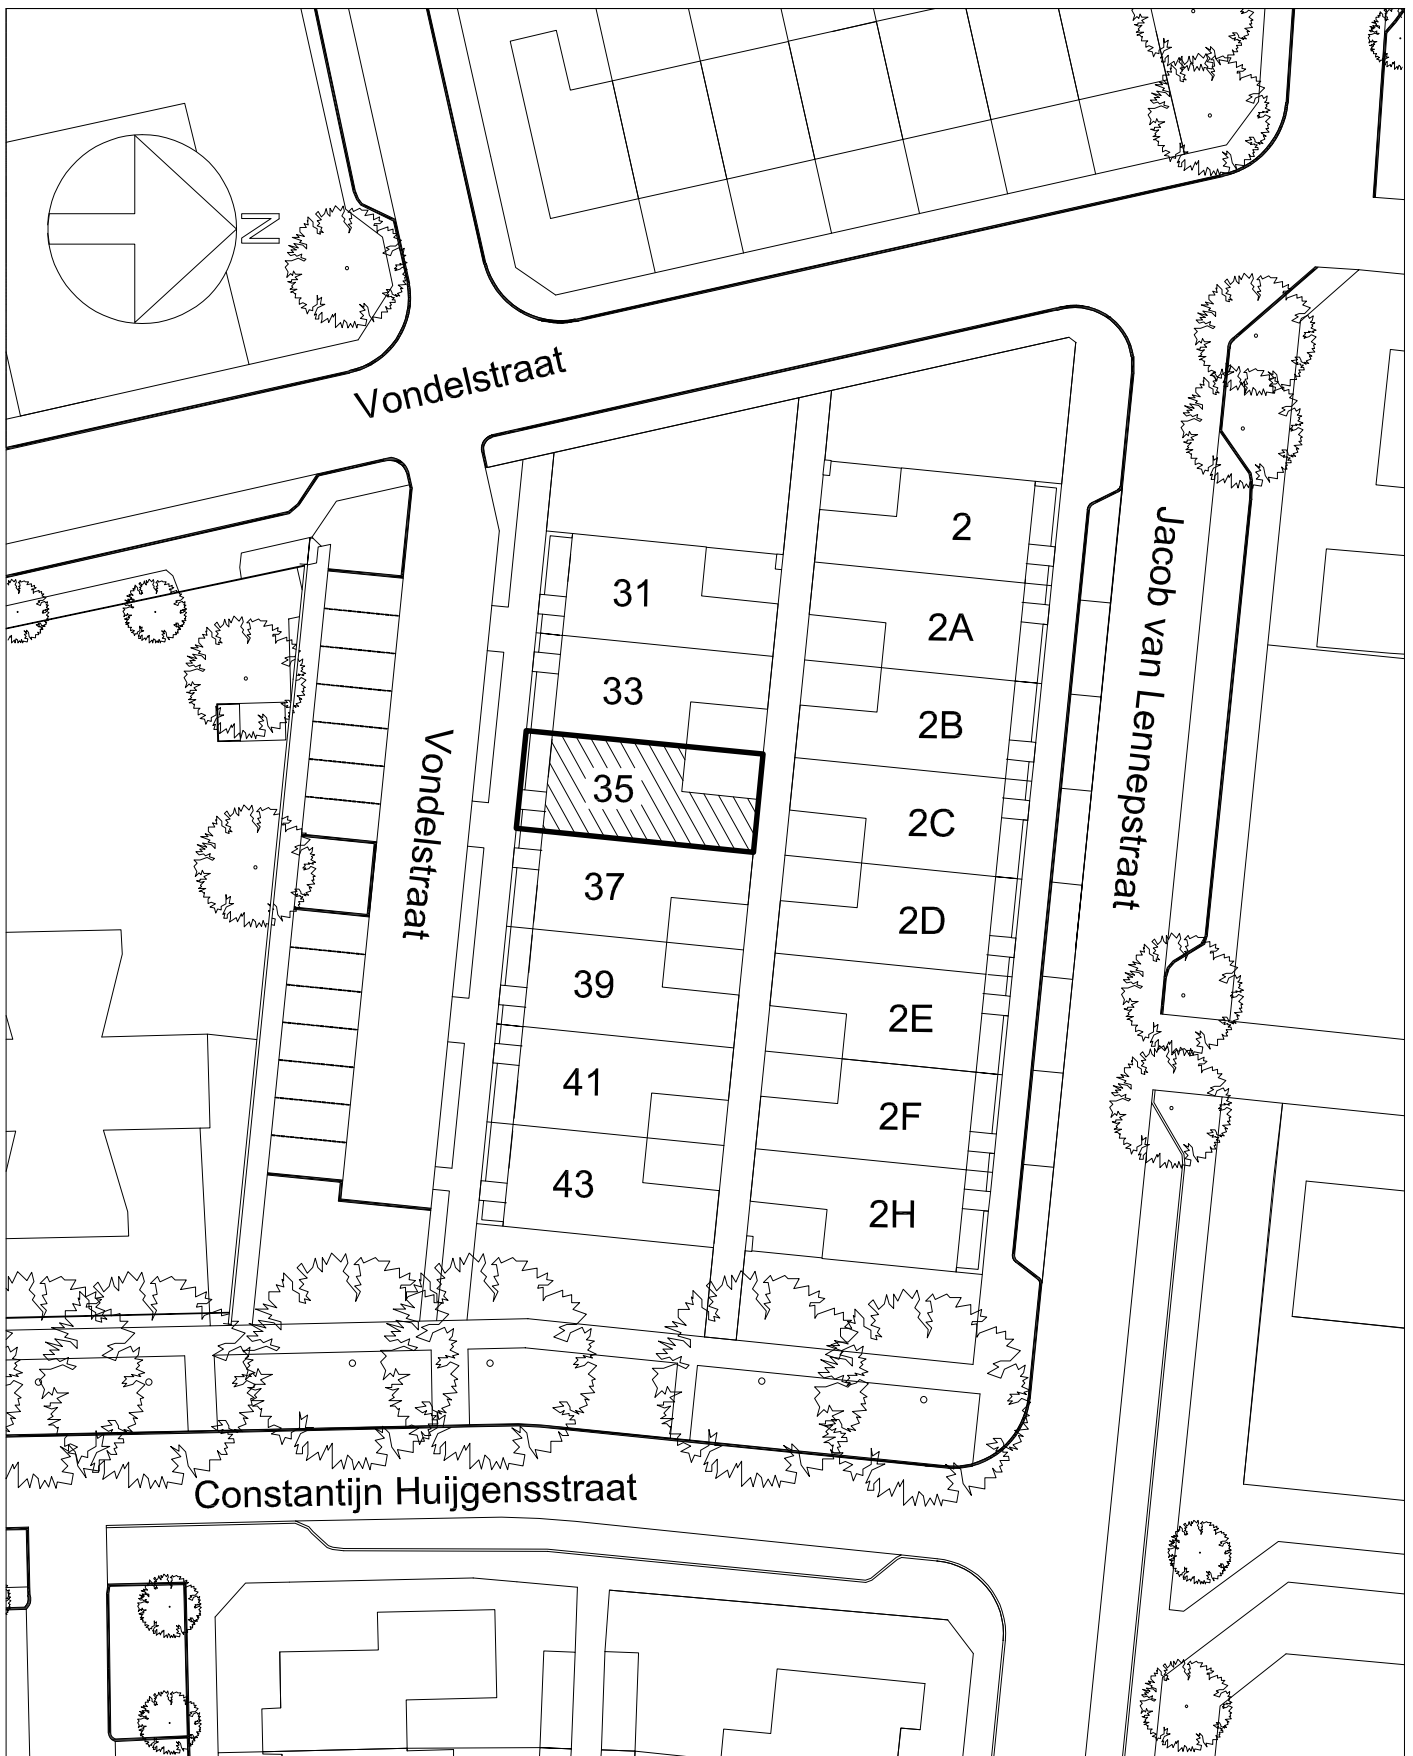 N
Vondelstraat
Vondelstraat
Jacob van Lennepstraat
31
33
35
37
39
41
43
2
2A
2B
2C
2D
2E
2F
2H
Constantijn Huijgensstraat